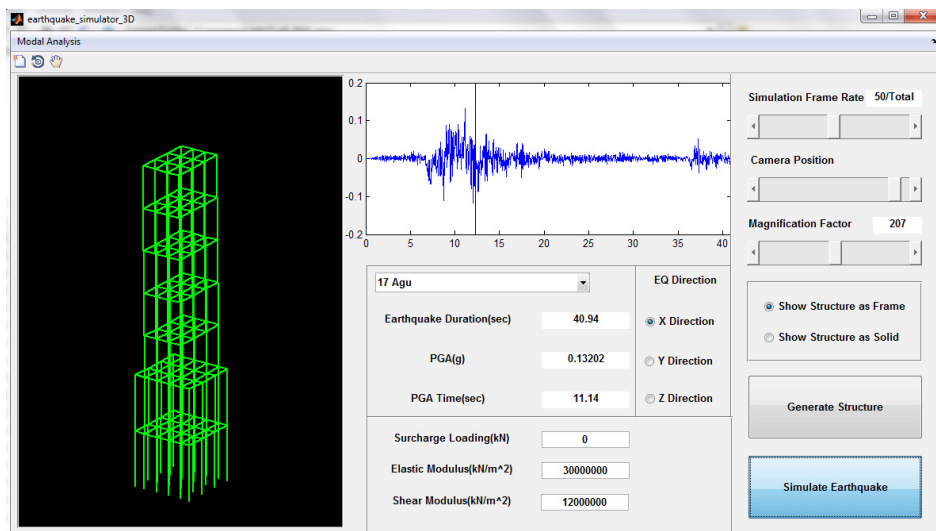 earthquake_simulator_3D
Modal Analysis
0.2
0.1
0
-0.1
-0.2
0 5 10 15 20 25 30 35 40
Simulation Frame Rate 50/Total
Camera Position
Magnification Factor 207
17 Agu
EQ Direction
Earthquake Duration(sec) 40.94
X Direction
PGA(g) 0.13202
Y Direction
PGA Time(sec) 11.14
Z Direction
Surcharge Loading(kN) 0
Elastic Modulus(kN/m^2) 30000000
Shear Modulus(kN/m^2) 12000000
Show Structure as Frame
Show Structure as Solid
Generate Structure
Simulate Earthquake